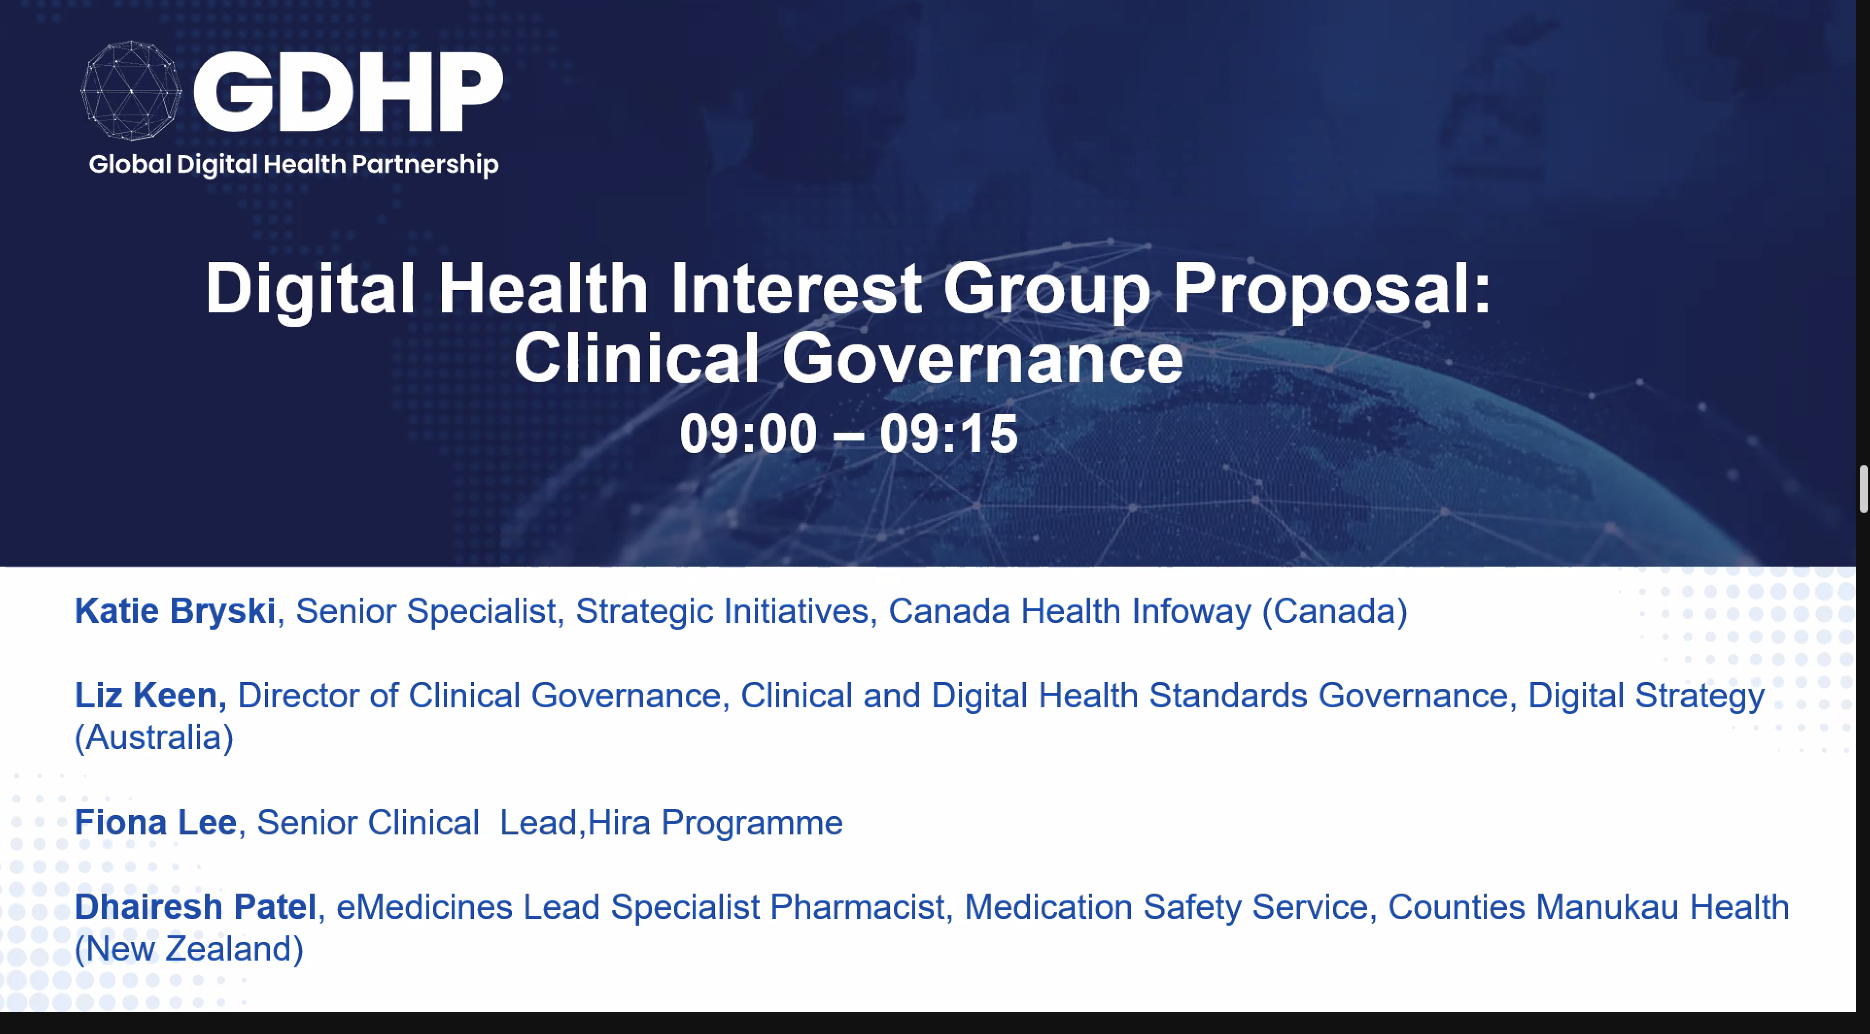 GDHP
Global Digital Health Partnership
Digital Health Interest Group Proposal:
Clinical Governance
09:00 – 09:15
Katie Bryski, Senior Specialist, Strategic Initiatives, Canada Health Infoway (Canada)
Liz Keen, Director of Clinical Governance, Clinical and Digital Health Standards Governance, Digital Strategy
(Australia)
Fiona Lee, Senior Clinical  Lead,Hira Programme
Dhairesh Patel, eMedicines Lead Specialist Pharmacist, Medication Safety Service, Counties Manukau Health
(New Zealand)